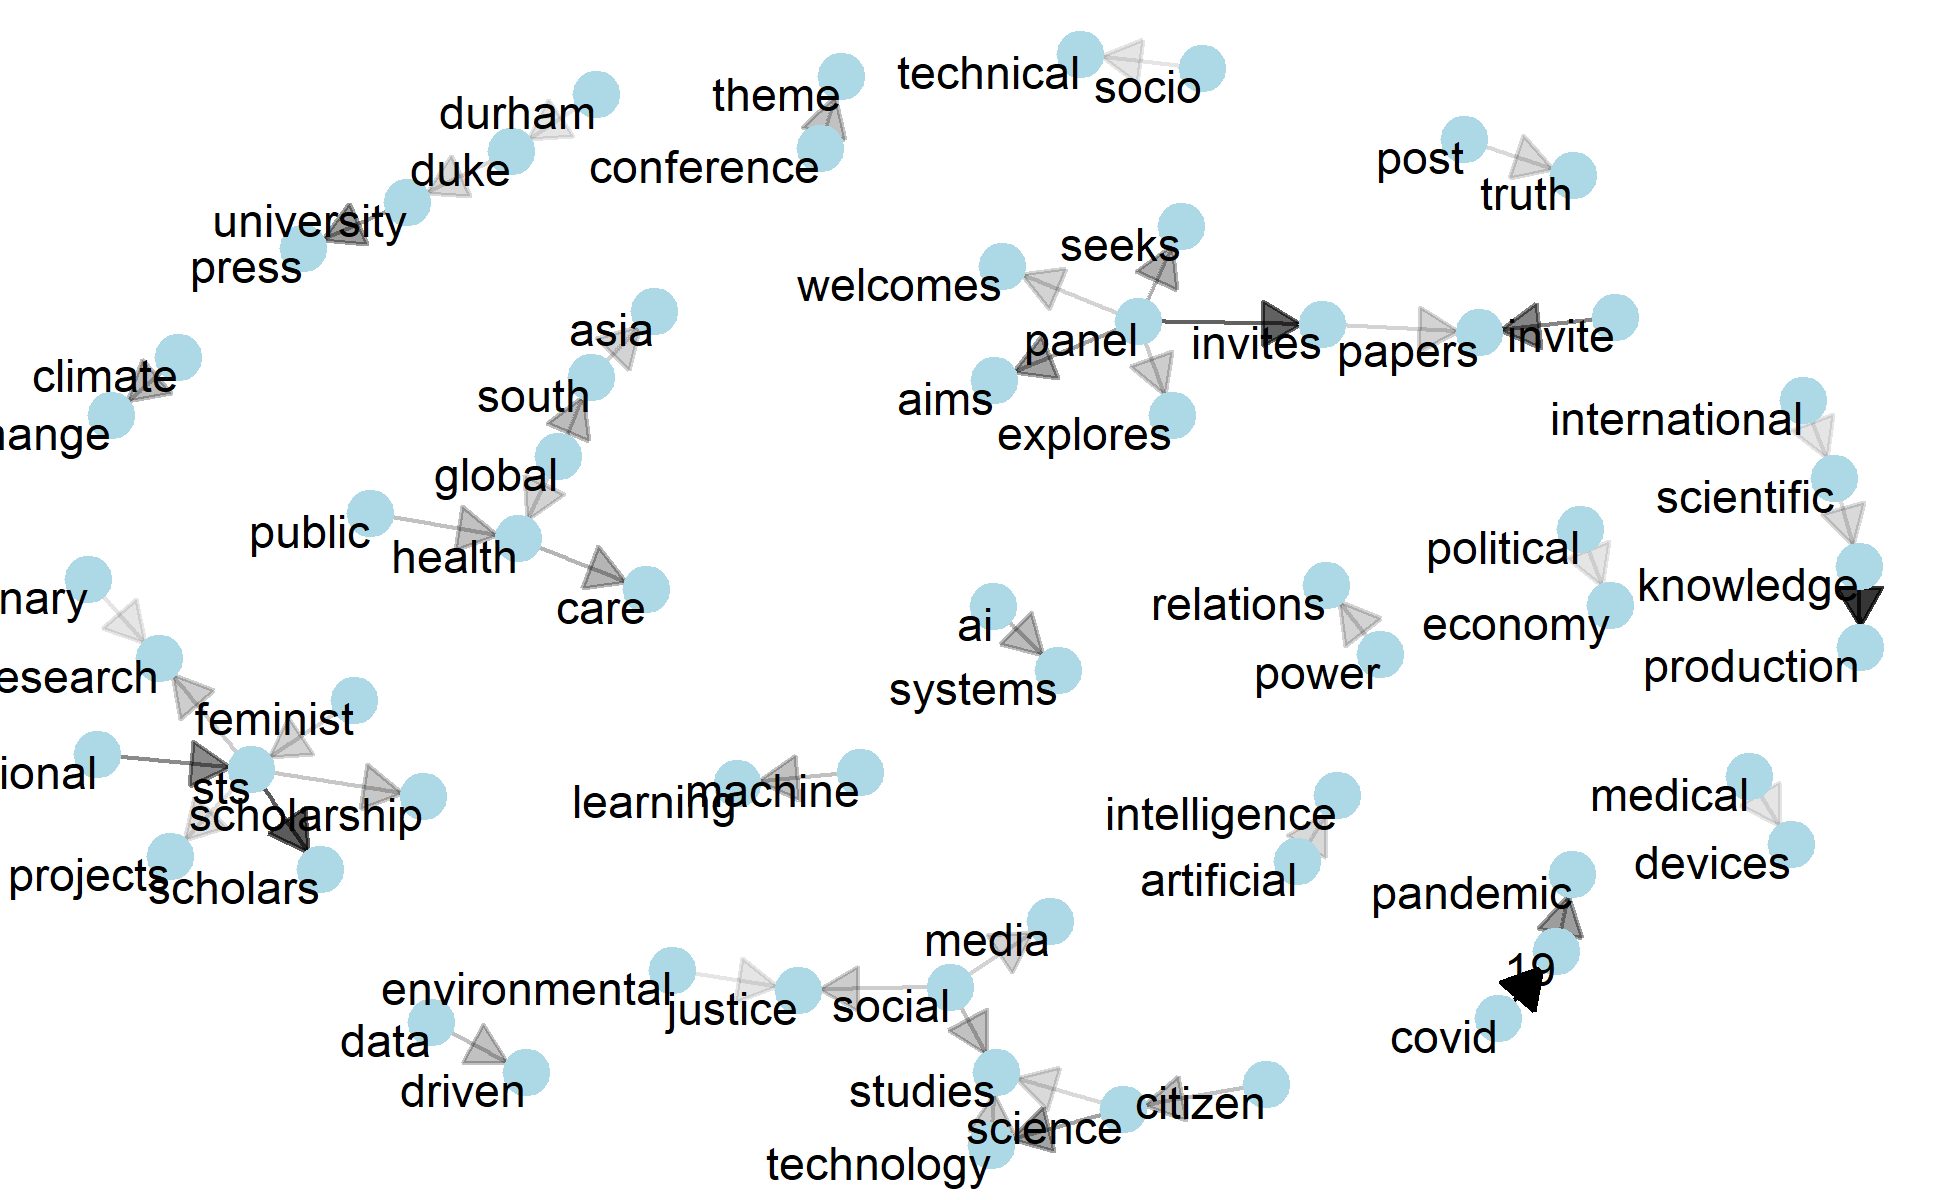 technical
socio
theme
durham
conference
duke
post
truth
university
press
seeks
welcomes
asia
panel
invites
papers
invite
climate
hange
south
aims
explores
international
global
scientific
public
health
political
knowledge
care
nary
relations
economy
ai
production
esearch
power
systems
feminist
ional
sts
learning
machine
medical
scholarship
intelligence
projects
scholars
artificial
devices
pandemic
media
environmental
justice
social
19
data
covid
driven
studies
citizen
science
technology